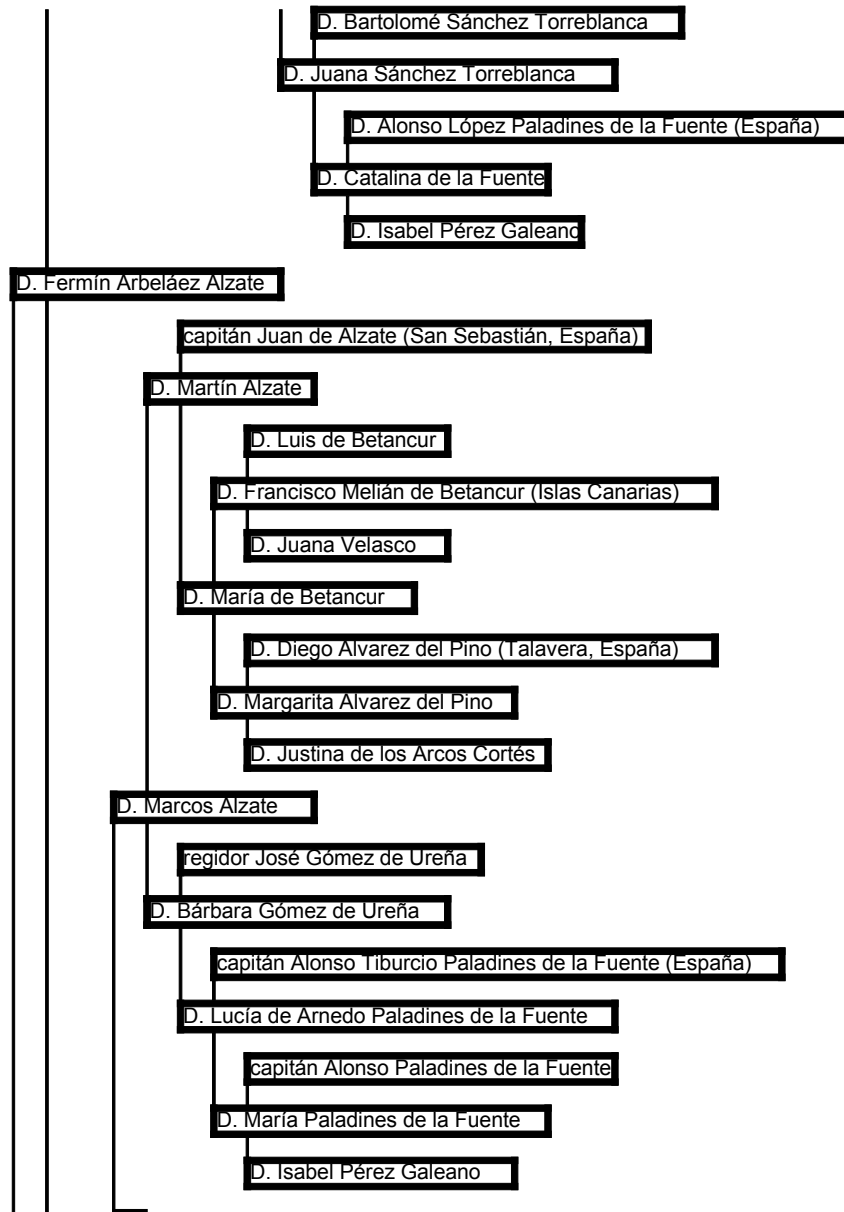 D. Bartolomé Sánchez Torreblanca
D. Juana Sánchez Torreblanca
D. Alonso López Paladines de la Fuente (España)
D. Catalina de la Fuente
D. Isabel Pérez Galeano
D. Fermín Arbeláez Alzate
capitán Juan de Alzate (San Sebastián, España)
D. Martín Alzate
D. Luis de Betancur
D. Francisco Melián de Betancur (Islas Canarias)
D. Juana Velasco
D. María de Betancur
D. Diego Alvarez del Pino (Talavera, España)
D. Margarita Alvarez del Pino
D. Justina de los Arcos Cortés
D. Marcos Alzate
regidor José Gómez de Ureña
D. Bárbara Gómez de Ureña
capitán Alonso Tiburcio Paladines de la Fuente (España)
D. Lucía de Arnedo Paladines de la Fuente
capitán Alonso Paladines de la Fuente
D. María Paladines de la Fuente
D. Isabel Pérez Galeano